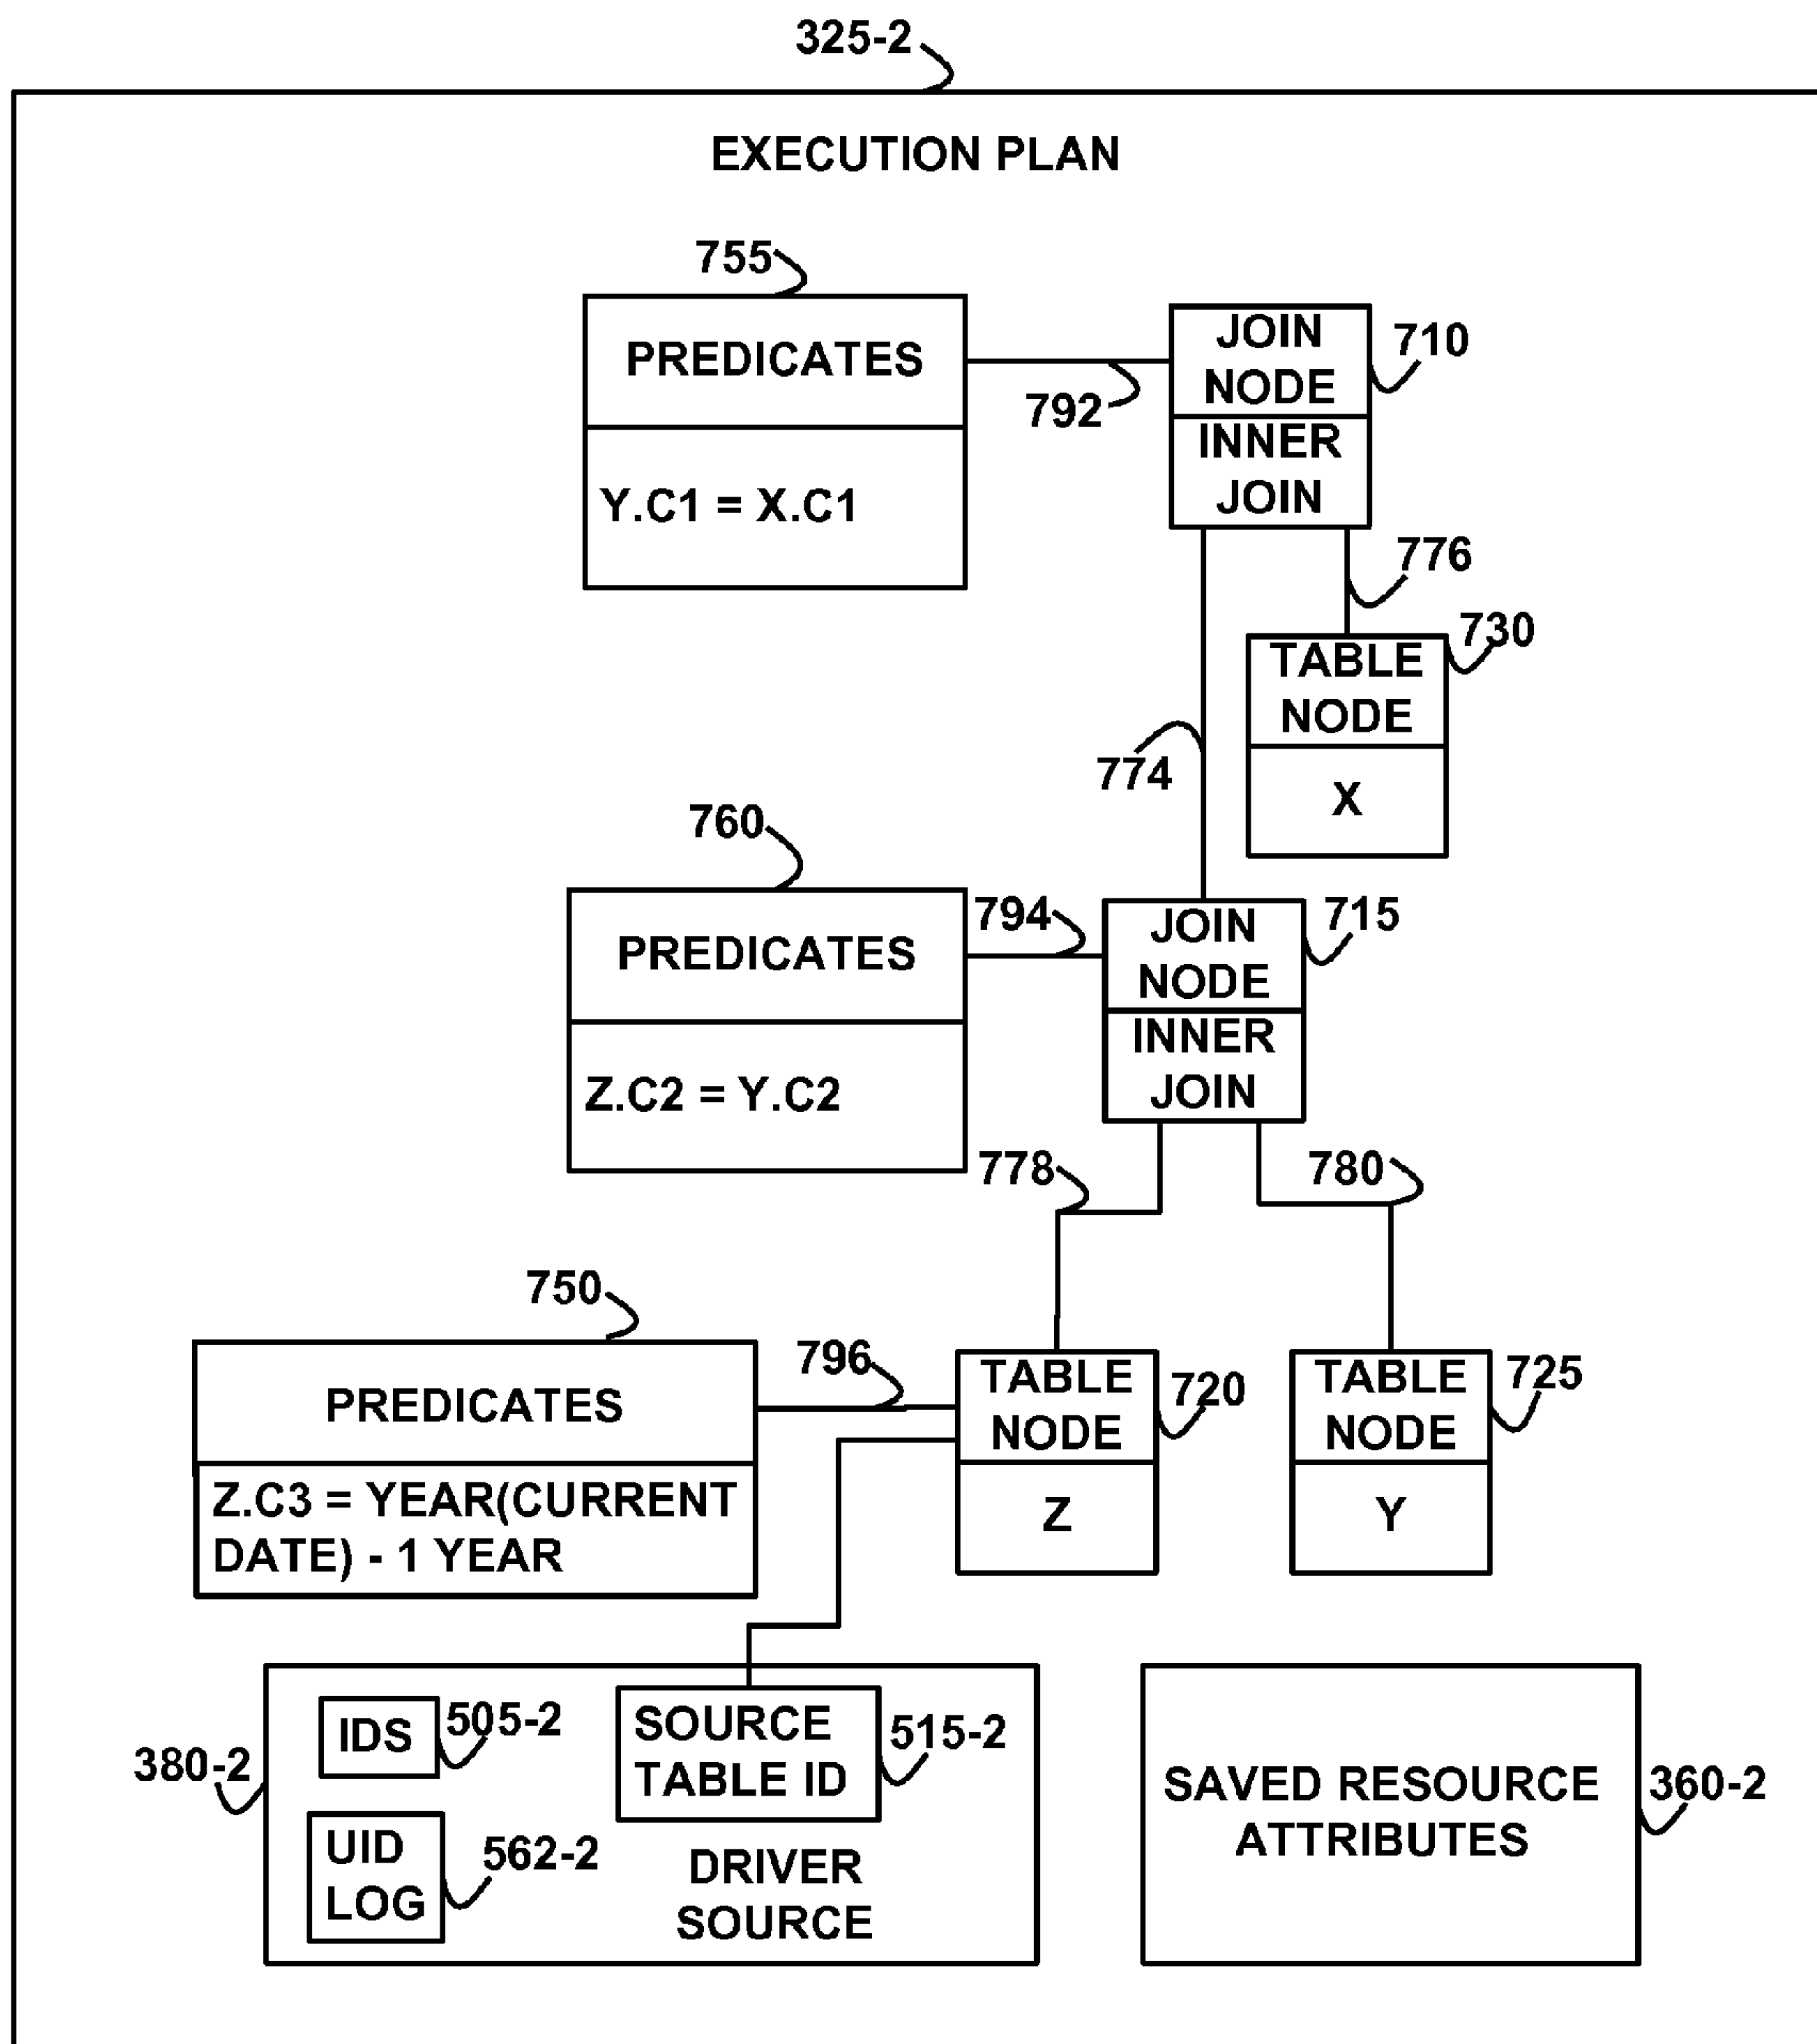 325-2
EXECUTION PLAN
755
PREDICATES
Y.C1 = X.C1
792
JOIN
NODE
INNER
JOIN
710
776
730
TABLE
NODE
X
774
760
PREDICATES
Z.C2 = Y.C2
794
JOIN
NODE
INNER
JOIN
715
778
780
750
PREDICATES
Z.C3 = YEAR(CURRENT
DATE) - 1 YEAR
796
TABLE
NODE
Z
720
TABLE
NODE
Y
725
380-2
IDS
505-2
SOURCE
TABLE ID
515-2
UID
LOG
562-2
DRIVER
SOURCE
SAVED RESOURCE
ATTRIBUTES
360-2